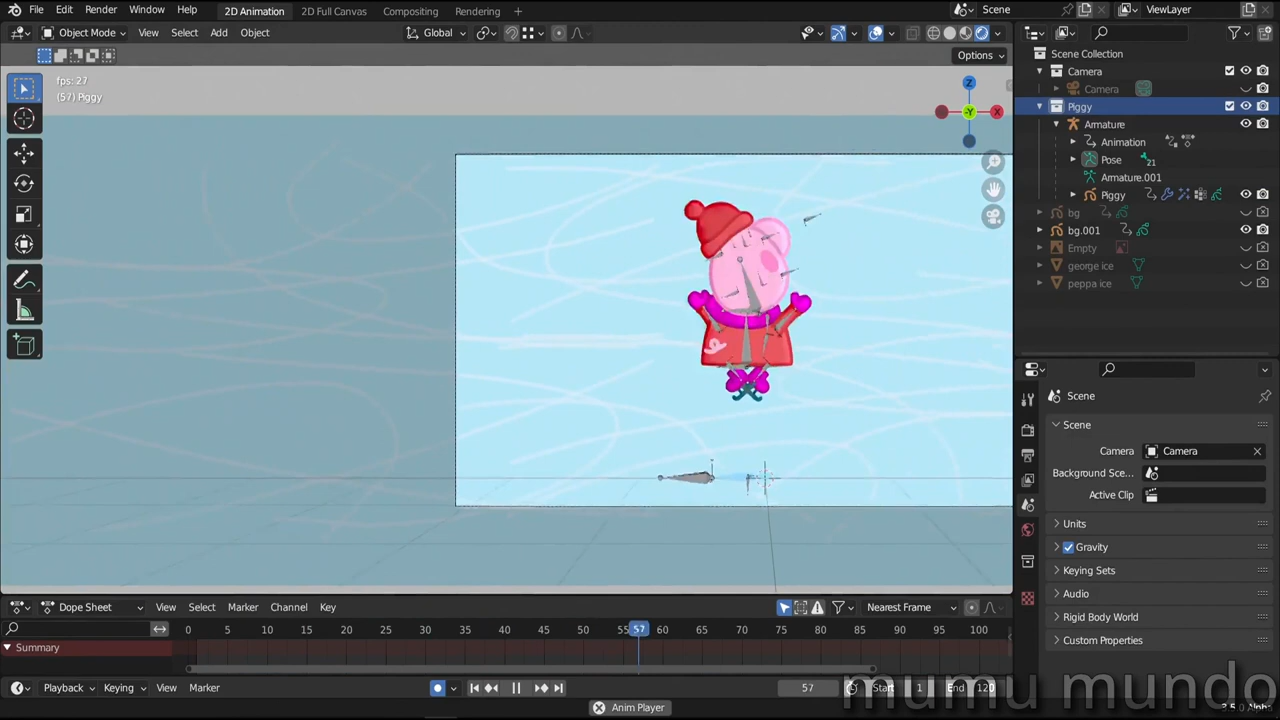 File Edit Render Window Help 2D Animation 2D Full Canvas Compositing Rendering + Scene ViewLayer
Object Mode View Select Add Object Global
Options
fps: 27
(57) Piggy
Z
X
-Y
Scene Collection
Camera
Camera
Piggy
Armature
Animation
Pose 21
Armature.001
Piggy
bg
bg.001
Empty
george ice
peppa ice
Scene
Scene
Camera Camera
Background Sce...
Active Clip
Units
Gravity
Keying Sets
Audio
Rigid Body World
Custom Properties
Dope Sheet View Select Marker Channel Key Nearest Frame
0 5 10 15 20 25 30 35 40 45 50 55 57 60 65 70 75 80 85 90 95 100
Summary
Playback Keying View Marker 57 Start 1 End 120
Anim Player
3.5.0 Alpha
mumu mundo